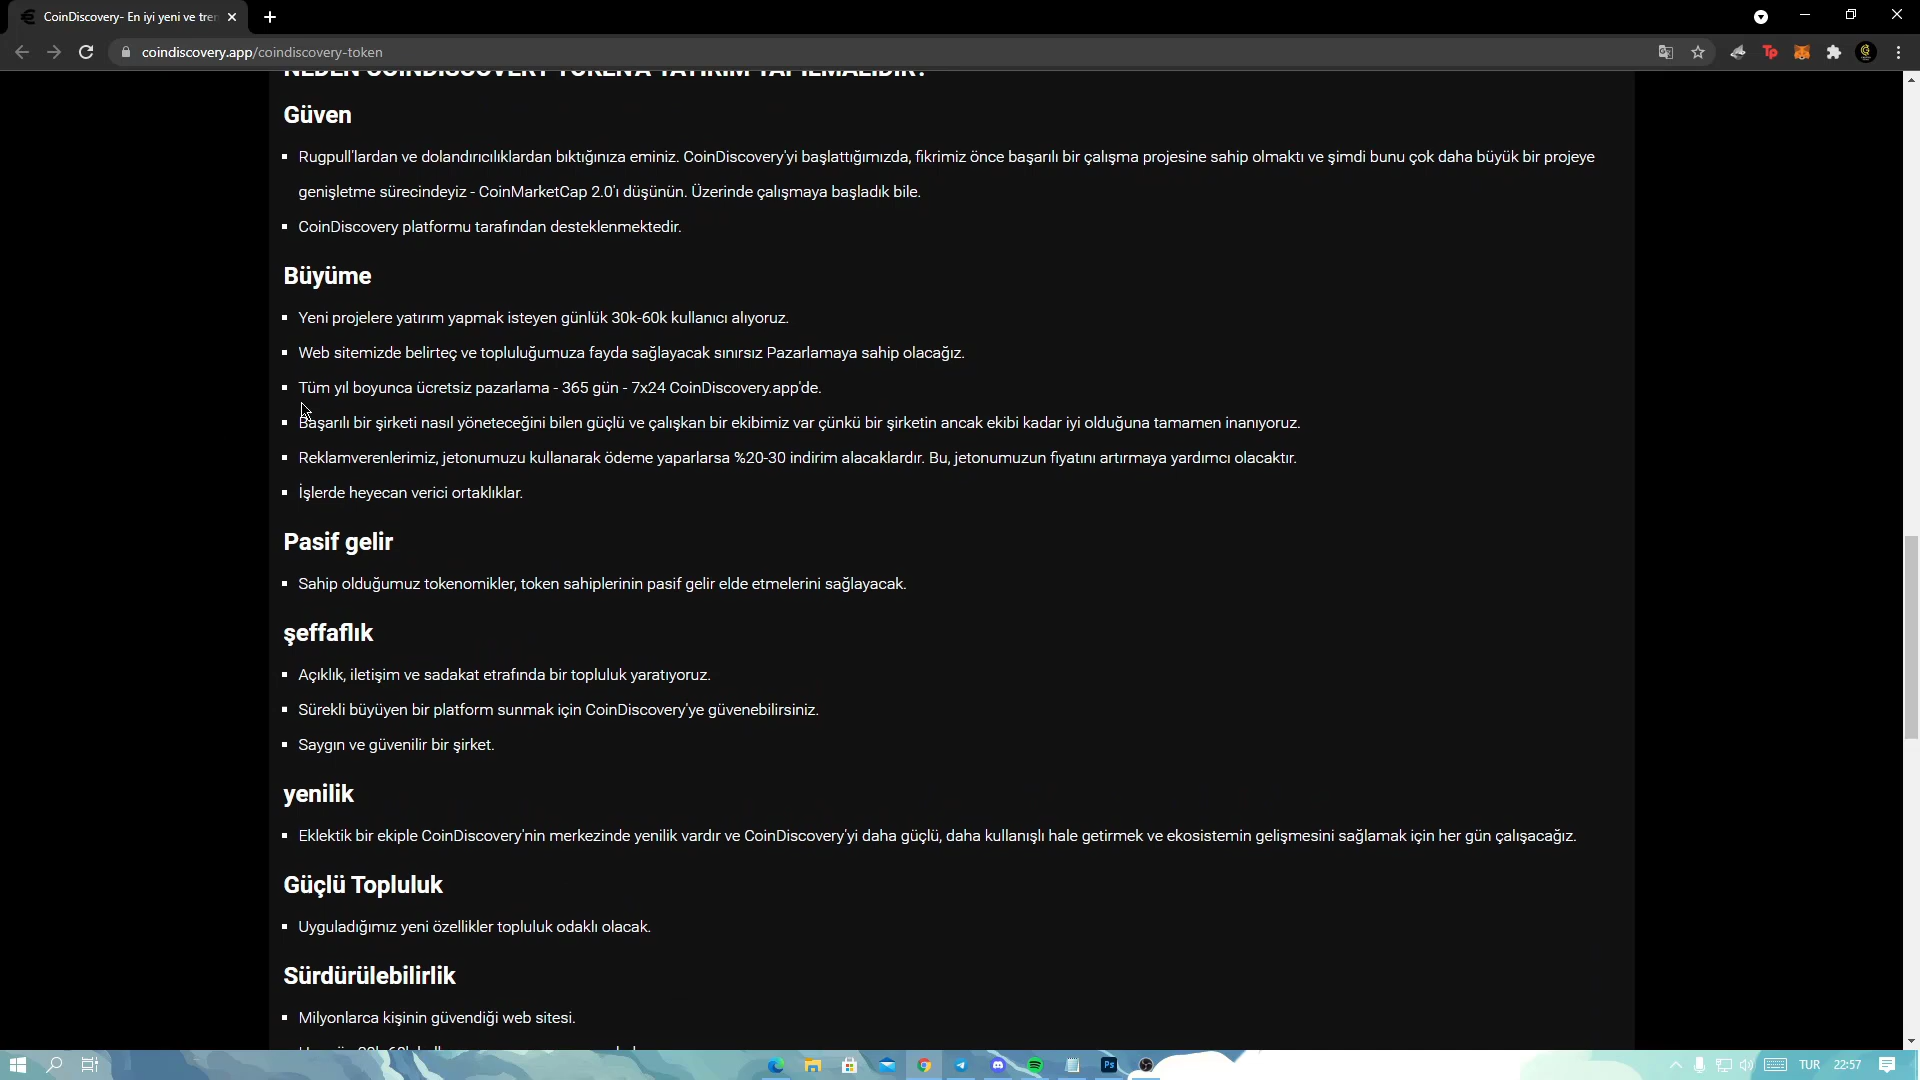 CoinDiscovery- En iyi yeni ve tren
coindiscovery.app/coindiscovery-token
NEDEN COINDISCOVERY TOKEN'A YATIRIM YAPILMALIDIR?
Güven
Rugpull'lardan ve dolandırıcılıklardan bıktığınıza eminiz. CoinDiscovery'yi başlattığımızda, fikrimiz önce başarılı bir çalışma projesine sahip olmaktı ve şimdi bunu çok daha büyük bir projeye
genişletme sürecindeyiz - CoinMarketCap 2.0'ı düşünün. Üzerinde çalışmaya başladık bile.
CoinDiscovery platformu tarafından desteklenmektedir.
Büyüme
Yeni projelere yatırım yapmak isteyen günlük 30k-60k kullanıcı alıyoruz.
Web sitemizde belirteç ve topluluğumuza fayda sağlayacak sınırsız Pazarlamaya sahip olacağız.
Tüm yıl boyunca ücretsiz pazarlama - 365 gün - 7x24 CoinDiscovery.app'de.
Başarılı bir şirketi nasıl yöneteceğini bilen güçlü ve çalışkan bir ekibimiz var çünkü bir şirketin ancak ekibi kadar iyi olduğuna tamamen inanıyoruz.
Reklamverenlerimiz, jetonumuzu kullanarak ödeme yaparlarsa %20-30 indirim alacaklardır. Bu, jetonumuzun fiyatını artırmaya yardımcı olacaktır.
İşlerde heyecan verici ortaklıklar.
Pasif gelir
Sahip olduğumuz tokenomikler, token sahiplerinin pasif gelir elde etmelerini sağlayacak.
şeffaflık
Açıklık, iletişim ve sadakat etrafında bir topluluk yaratıyoruz.
Sürekli büyüyen bir platform sunmak için CoinDiscovery'ye güvenebilirsiniz.
Saygın ve güvenilir bir şirket.
yenilik
Eklektik bir ekiple CoinDiscovery'nin merkezinde yenilik vardır ve CoinDiscovery'yi daha güçlü, daha kullanışlı hale getirmek ve ekosistemin gelişmesini sağlamak için her gün çalışacağız.
Güçlü Topluluk
Uyguladığımız yeni özellikler topluluk odaklı olacak.
Sürdürülebilirlik
Milyonlarca kişinin güvendiği web sitesi.
TUR 22:57